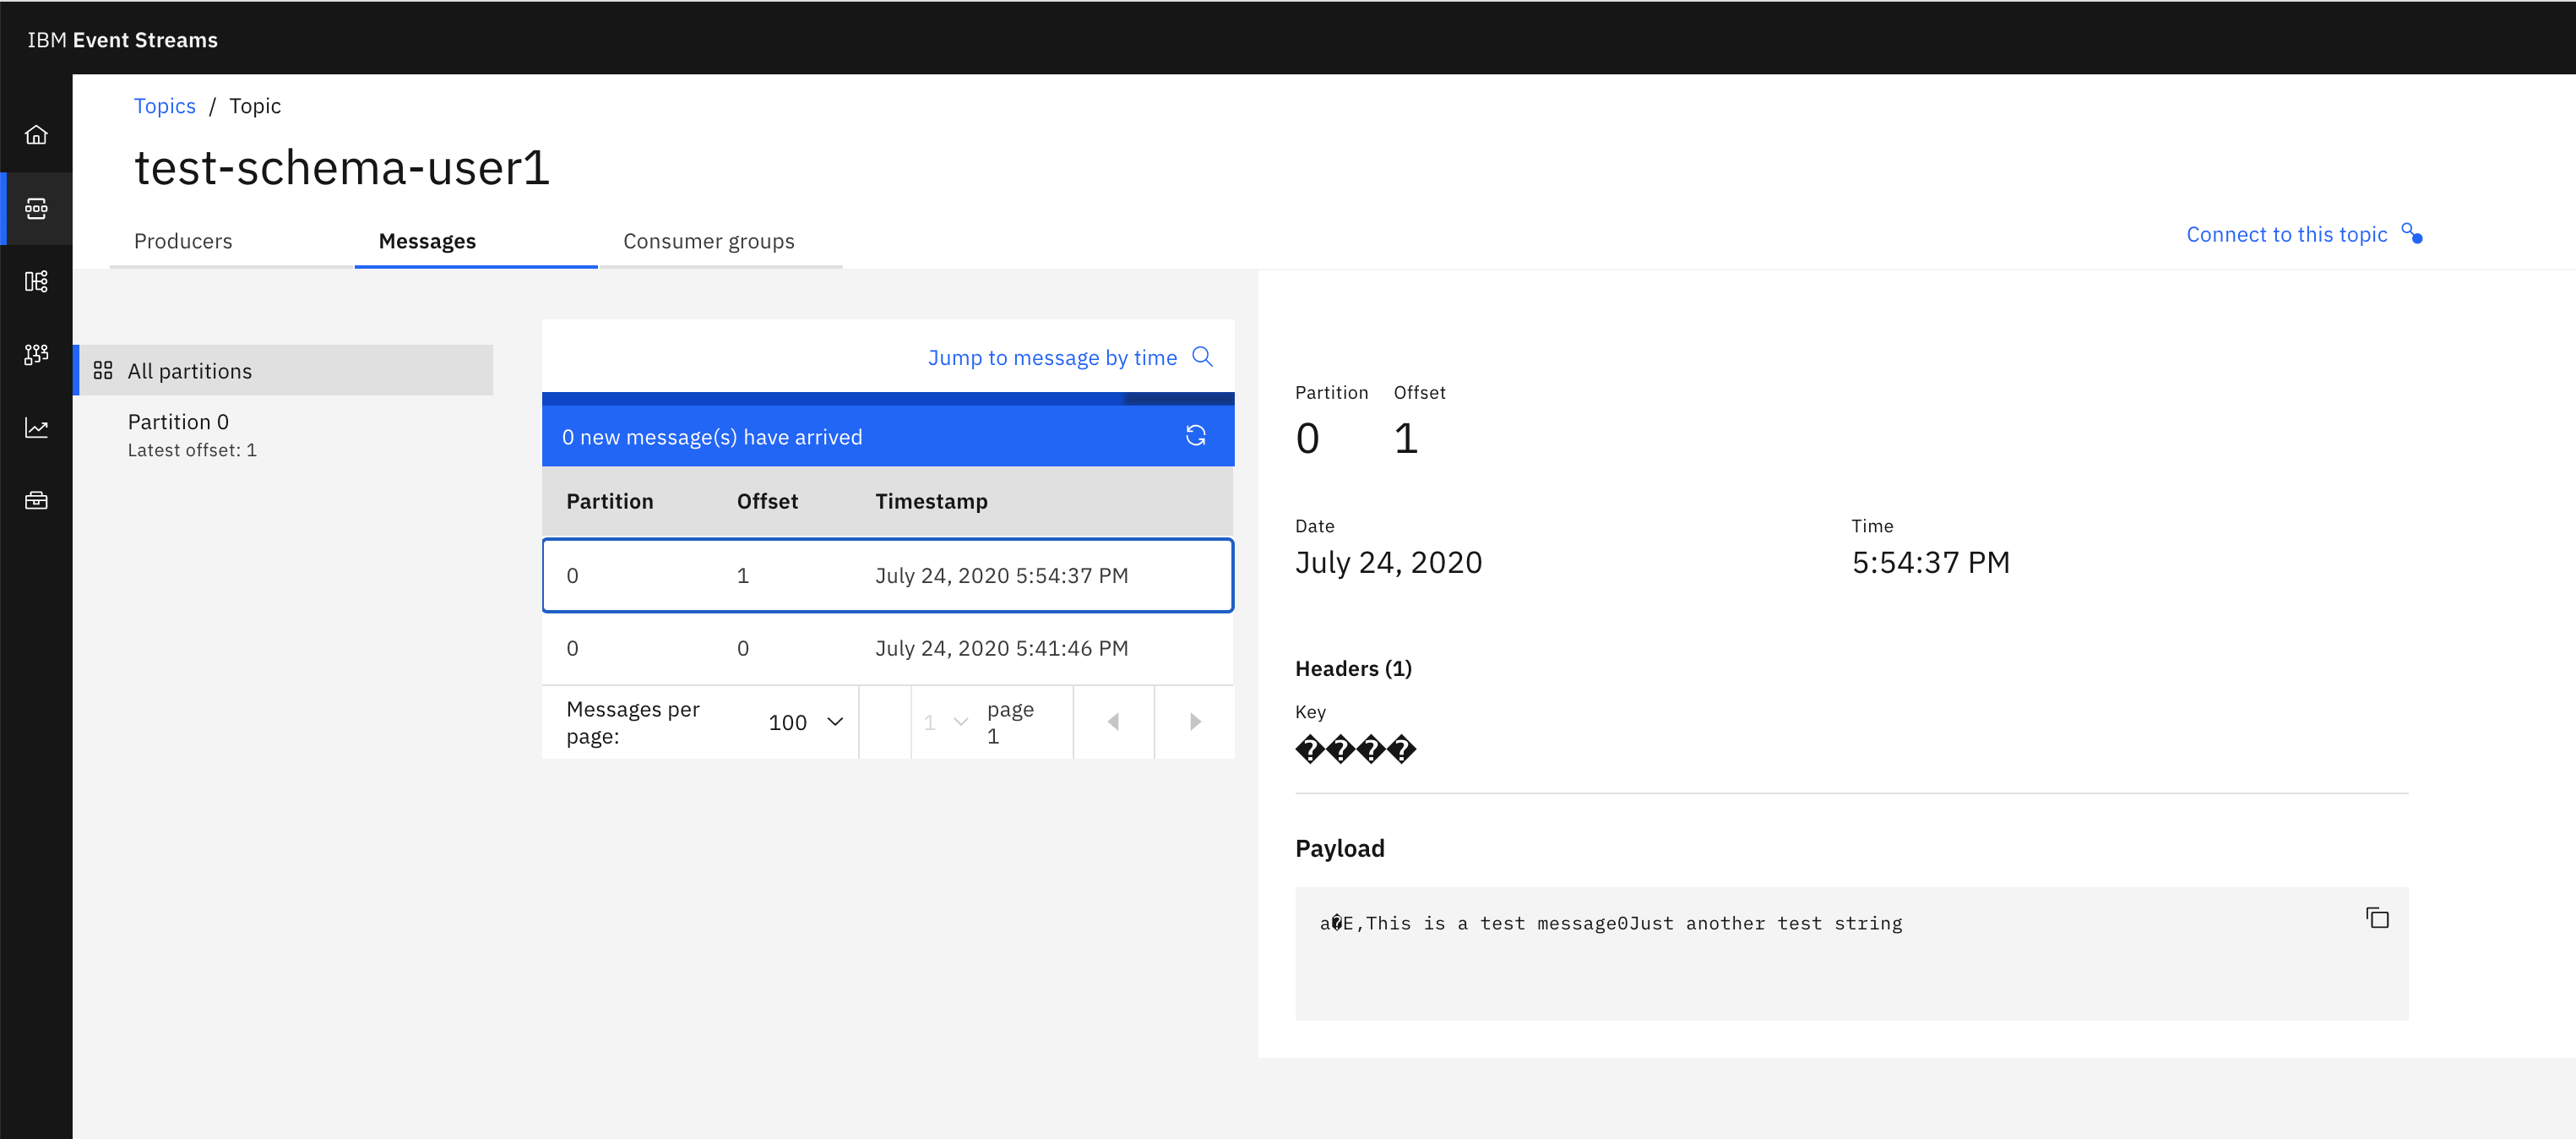 IBM Event Streams
Topics / Topic
test-schema-user1
Producers
Messages
Consumer groups
Connect to this topic
All partitions
Partition 0
Latest offset: 1
Jump to message by time
0 new message(s) have arrived
Partition Offset Timestamp
0 1 July 24, 2020 5:54:37 PM
0 0 July 24, 2020 5:41:46 PM
Messages per
page:
100
1
page
1
Partition Offset
0 1
Date
July 24, 2020
Time
5:54:37 PM
Headers (1)
Key
����
Payload
a�E,This is a test message0Just another test string